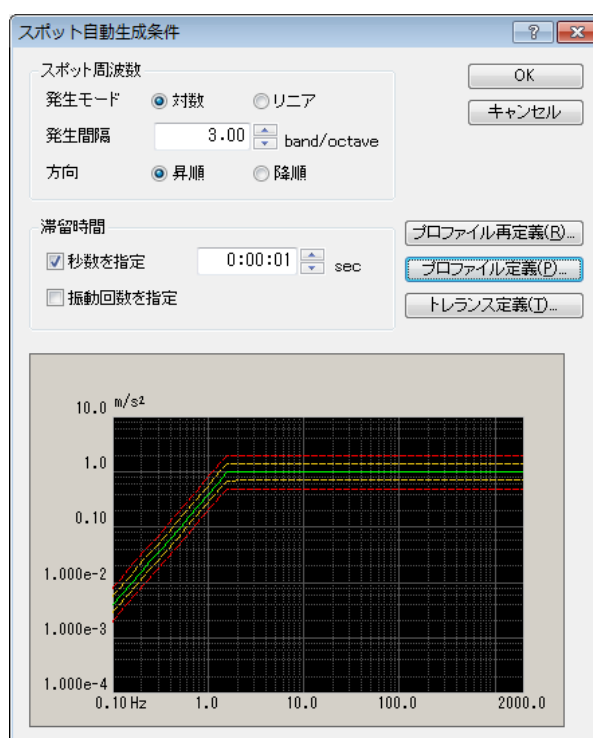 スポット自動生成条件
スポット周波数
発生モード 対数 リニア
発生間隔 3.00 band/octave
方向 昇順 降順
OK
キャンセル
滞留時間
秒数を指定 0:00:01 sec
振動回数を指定
プロファイル再定義(R)...
プロファイル定義(P)...
トレランス定義(T)...
10.0 m/s²
1.0
0.10
1.000e-2
1.000e-3
1.000e-4
0.10 Hz 1.0 10.0 100.0 2000.0